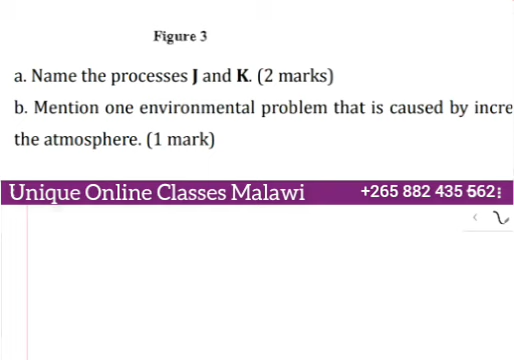 Figure 3
a. Name the processes J and K. (2 marks)
b. Mention one environmental problem that is caused by incre
the atmosphere. (1 mark)
Unique Online Classes Malawi +265 882 435 562